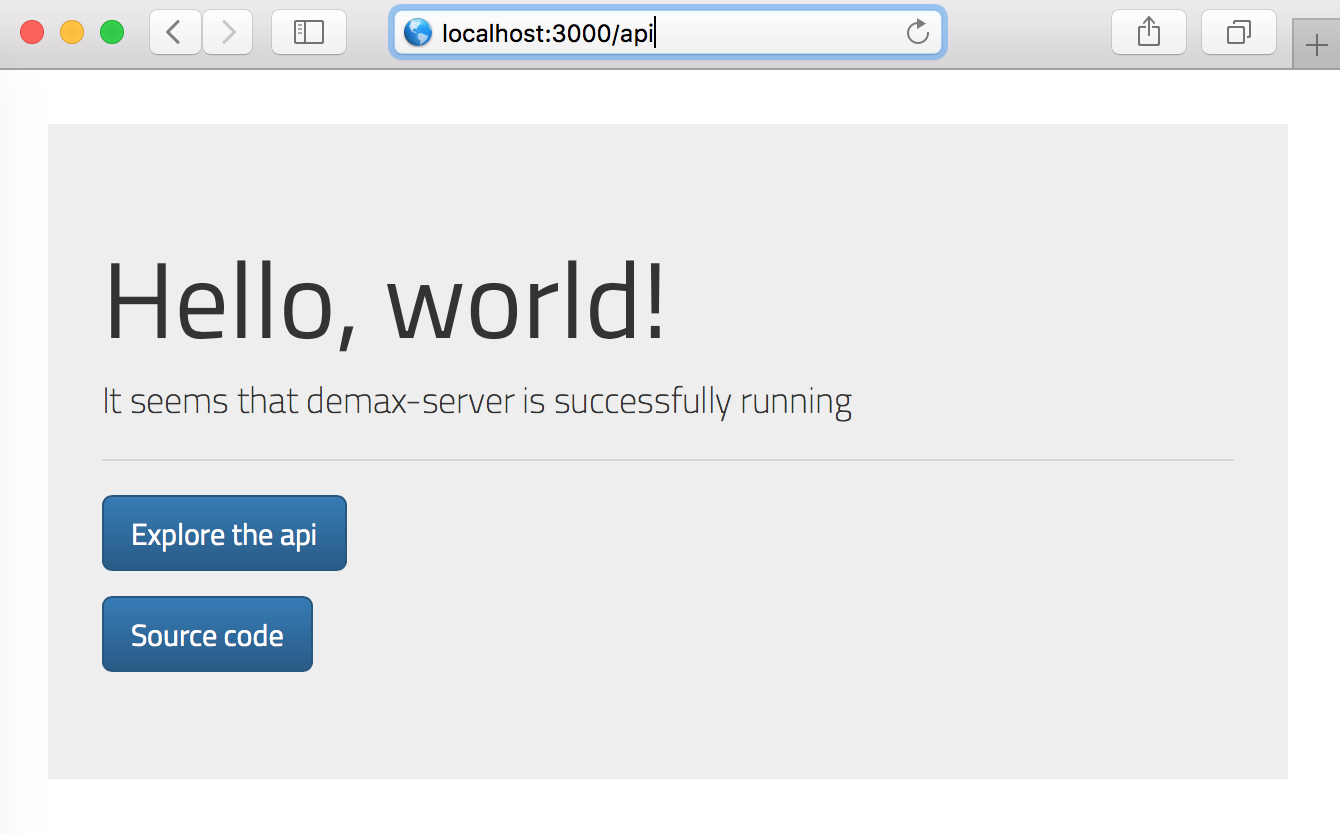 localhost:3000/api
Hello, world!
It seems that demax-server is successfully running
Explore the api
Source code